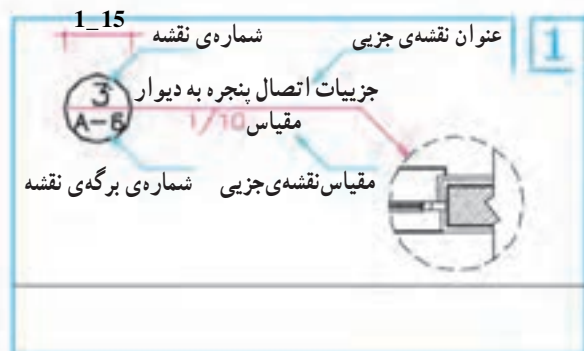 1_15
عنوان نقشه‌ی جزیی
شماره‌ی نقشه
1
3
جزییات اتصال پنجره به دیوار
A-6
1/10 مقیاس
مقیاس نقشه‌ی جزیی
شماره‌ی برگه‌ی نقشه